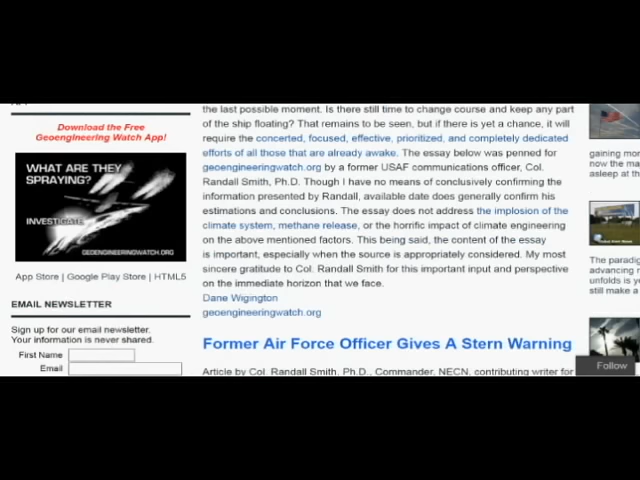 Download the Free
Geoengineering Watch App!
WHAT ARE THEY
SPRAYING?
INVESTIGATE
GEOENGINEERINGWATCH.ORG
App Store | Google Play Store | HTML5
EMAIL NEWSLETTER
Sign up for our email newsletter.
Your information is never shared.
First Name
Email
the last possible moment. Is there still time to change course and keep any part
of the ship floating? That remains to be seen, but if there is yet a chance, it will
require the concerted, focused, effective, prioritized, and completely dedicated
efforts of all those that are already awake. The essay below was penned for
geoengineeringwatch.org by a former USAF communications officer, Col.
Randall Smith, Ph.D. Though I have no means of conclusively confirming the
information presented by Randall, available date does generally confirm his
estimations and conclusions. The essay does not address the implosion of the
climate system, methane release, or the horrific impact of climate engineering
on the above mentioned factors. This being said, the content of the essay
is important, especially when the source is appropriately considered. My most
sincere gratitude to Col. Randall Smith for this important input and perspective
on the immediate horizon that we face.
Dane Wigington
geoengineeringwatch.org
Former Air Force Officer Gives A Stern Warning
Article by Col. Randall Smith, Ph.D., Commander, NECN, contributing writer for
gaining mor
now the ma
asleep at th
The paradig
advancing r
unfolds is ye
still make a
Follow